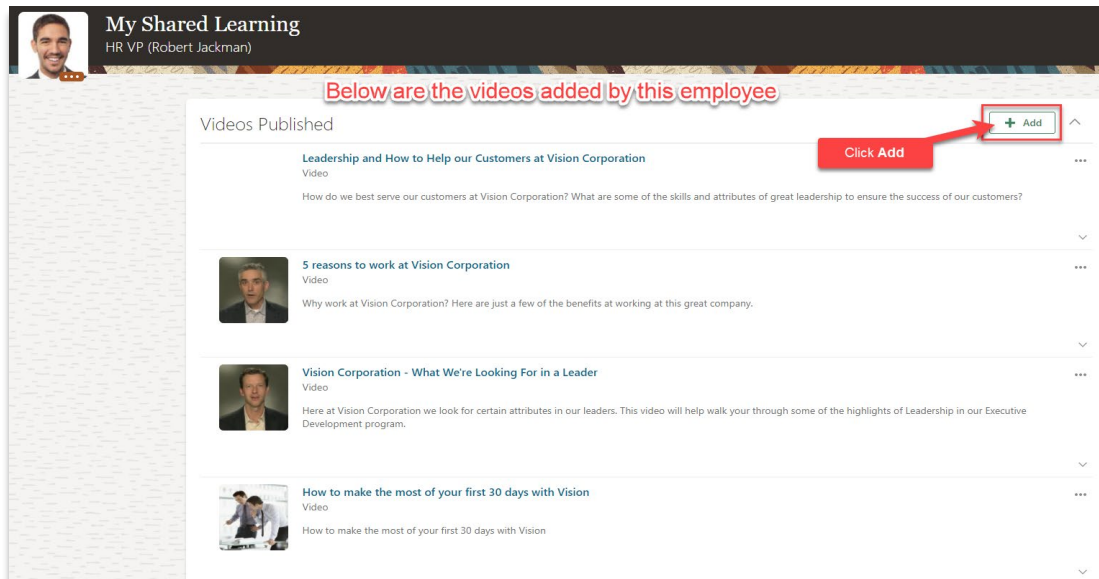 My Shared Learning
HR VP (Robert Jackman)
Below are the videos added by this employee
Videos Published
+ Add
Click Add
Leadership and How to Help our Customers at Vision Corporation
Video
How do we best serve our customers at Vision Corporation? What are some of the skills and attributes of great leadership to ensure the success of our customers?
5 reasons to work at Vision Corporation
Video
Why work at Vision Corporation? Here are just a few of the benefits at working at this great company.
Vision Corporation - What We're Looking For in a Leader
Video
Here at Vision Corporation we look for certain attributes in our leaders. This video will help walk your through some of the highlights of Leadership in our Executive
Development program.
How to make the most of your first 30 days with Vision
Video
How to make the most of your first 30 days with Vision